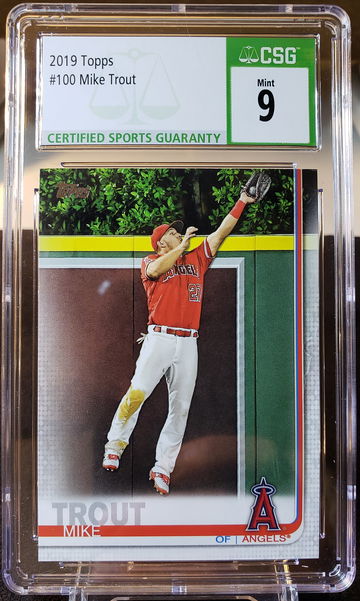 2019 Topps
#100 Mike Trout
CSG
Mint
9
CERTIFIED SPORTS GUARANTY
Topps
ANGELS
27
TROUT
MIKE
OF | ANGELS
A